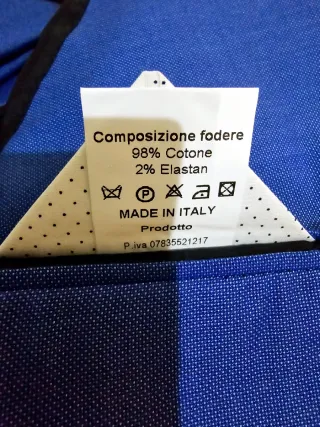 Composizione fodere
98% Cotone
2% Elastan
P
MADE IN ITALY
Prodotto
P.iva 07835521217